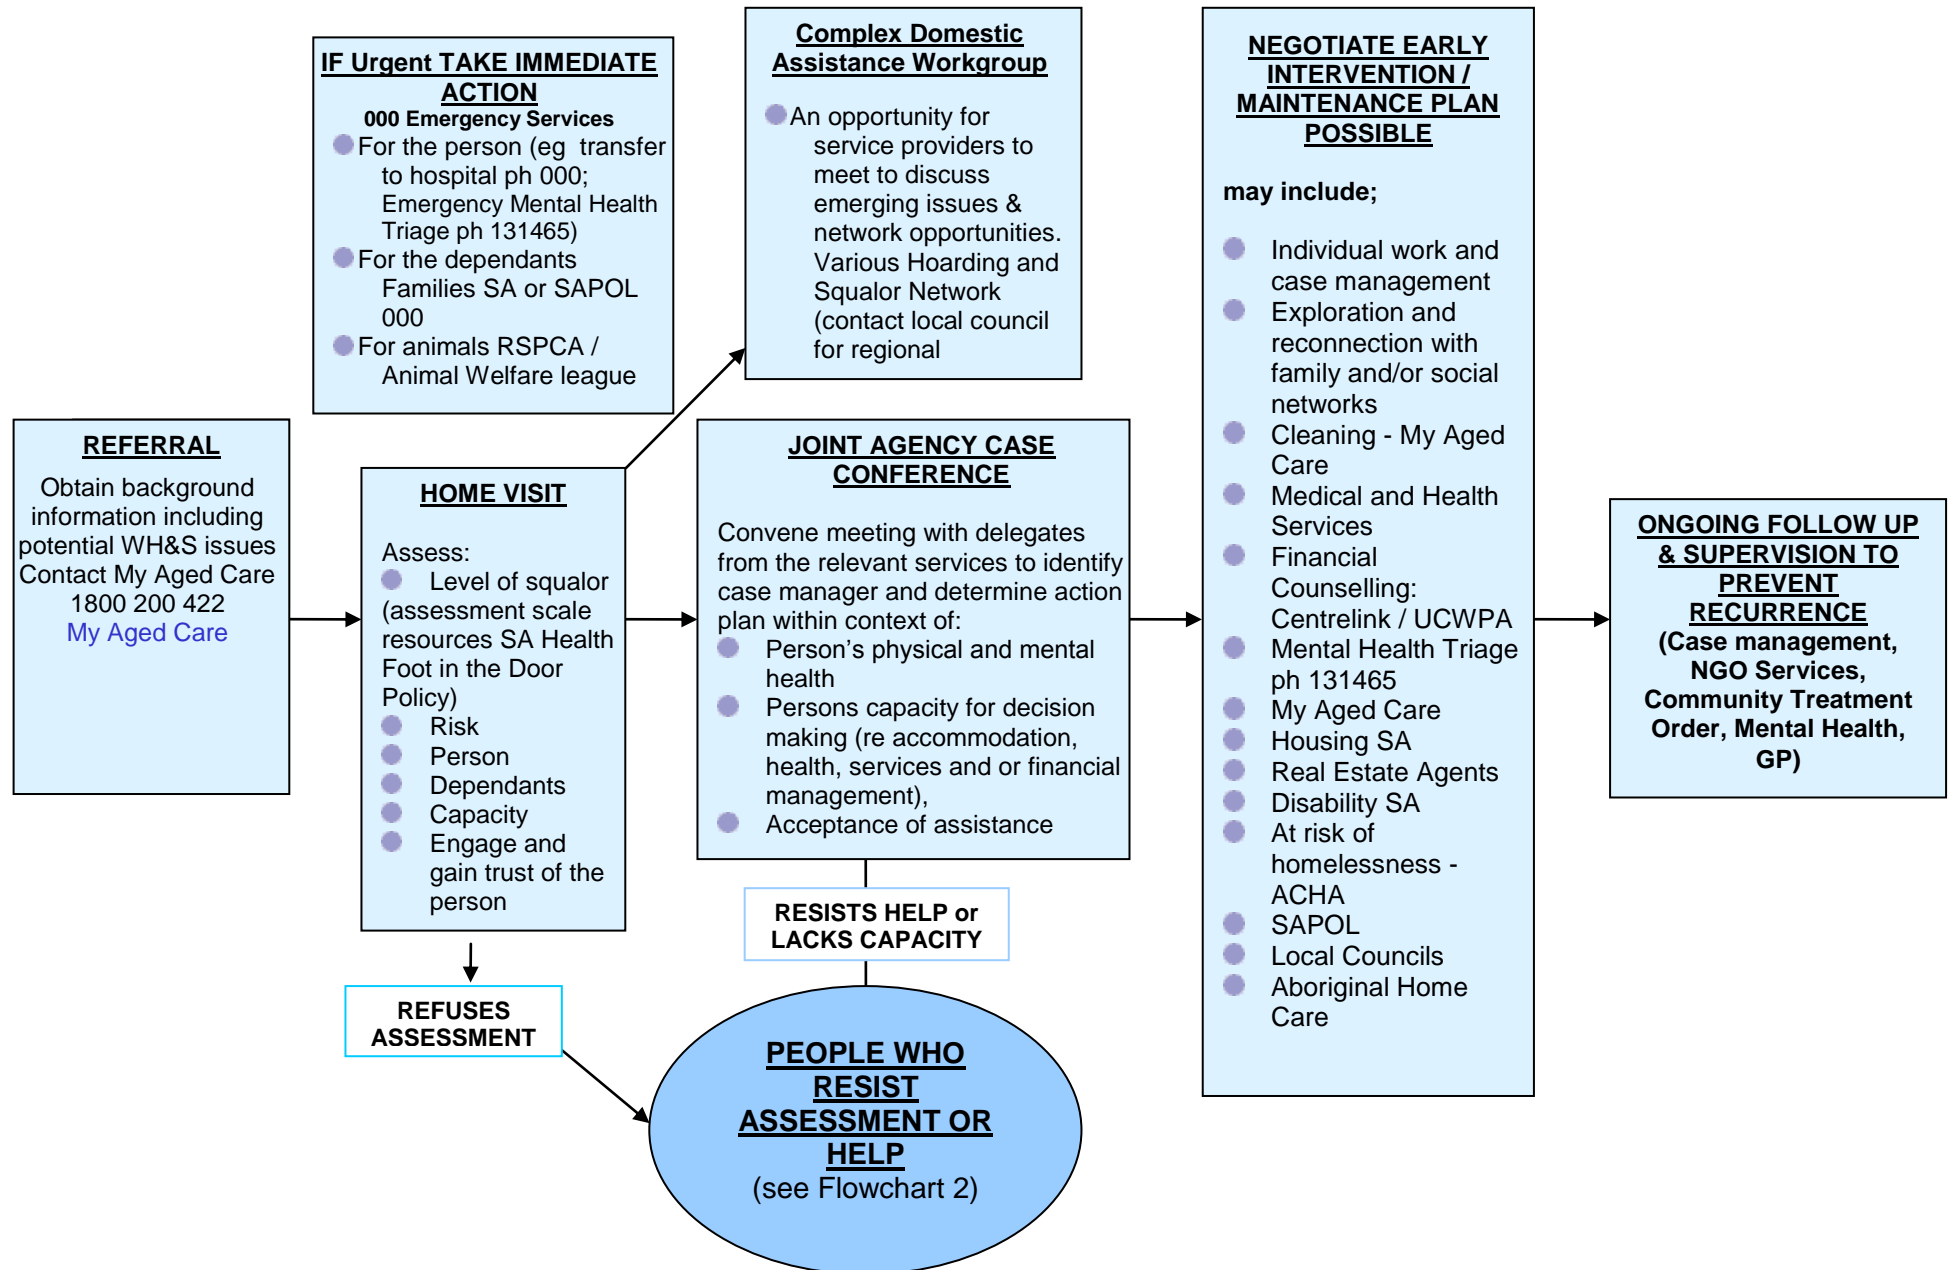 IF Urgent TAKE IMMEDIATE
ACTION
000 Emergency Services
For the person (eg  transfer
to hospital ph 000;
Emergency Mental Health
Triage ph 131465)
For the dependants
Families SA or SAPOL
000
For animals RSPCA /
Animal Welfare league
Complex Domestic
Assistance Workgroup
An opportunity for
service providers to
meet to discuss
emerging issues &
network opportunities.
Various Hoarding and
Squalor Network
(contact local council
for regional
REFERRAL
Obtain background
information including
potential WH&S issues
Contact My Aged Care
1800 200 422
My Aged Care
HOME VISIT
Assess:
Level of squalor
(assessment scale
resources SA Health
Foot in the Door
Policy)
Risk
Person
Dependants
Capacity
Engage and
gain trust of the
person
JOINT AGENCY CASE
CONFERENCE
Convene meeting with delegates
from the relevant services to identify
case manager and determine action
plan within context of:
Person's physical and mental
health
Persons capacity for decision
making (re accommodation,
health, services and or financial
management),
Acceptance of assistance
NEGOTIATE EARLY
INTERVENTION /
MAINTENANCE PLAN
POSSIBLE
may include;
Individual work and
case management
Exploration and
reconnection with
family and/or social
networks
Cleaning - My Aged
Care
Medical and Health
Services
Financial
Counselling:
Centrelink / UCWPA
Mental Health Triage
ph 131465
My Aged Care
Housing SA
Real Estate Agents
Disability SA
At risk of
homelessness -
ACHA
SAPOL
Local Councils
Aboriginal Home
Care
ONGOING FOLLOW UP
& SUPERVISION TO
PREVENT
RECURRENCE
(Case management,
NGO Services,
Community Treatment
Order, Mental Health,
GP)
RESISTS HELP or
LACKS CAPACITY
REFUSES
ASSESSMENT
PEOPLE WHO
RESIST
ASSESSMENT OR
HELP
(see Flowchart 2)